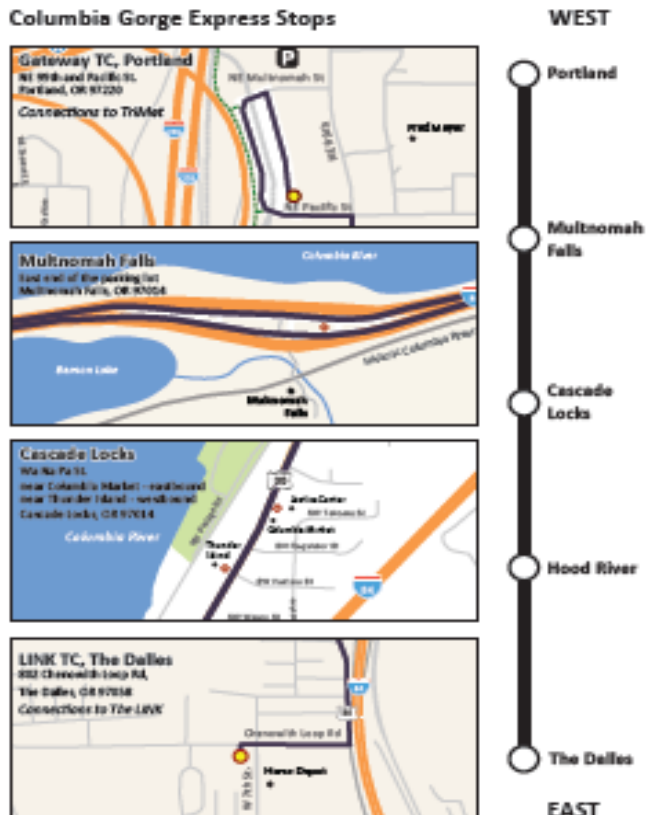 Columbia Gorge Express Stops
WEST
Gateway TC, Portland
NE 99th and Pacific St.
Portland, OR 97220
Connections to TriMet
P
NE Multnomah St
Fred Meyer
NE Pacific St
Portland
Multnomah Falls
East end of the parking lot
Multnomah Falls, OR 97014
Columbia River
Benson Lake
Historic Columbia River
Multnomah
Falls
Multnomah
Falls
Cascade Locks
Wa Na Pa St.
near Columbia Market - eastbound
near Thunder Island - westbound
Cascade Locks, OR 97014
Columbia River
30
Columbia Market
Thunder
Island
84
Cascade
Locks
Hood River
LINK TC, The Dalles
802 Chenowith Loop Rd,
The Dalles, OR 97058
Connections to The LINK
84
Chenowith Loop Rd
Home Depot
W 7th St
The Dalles
EAST